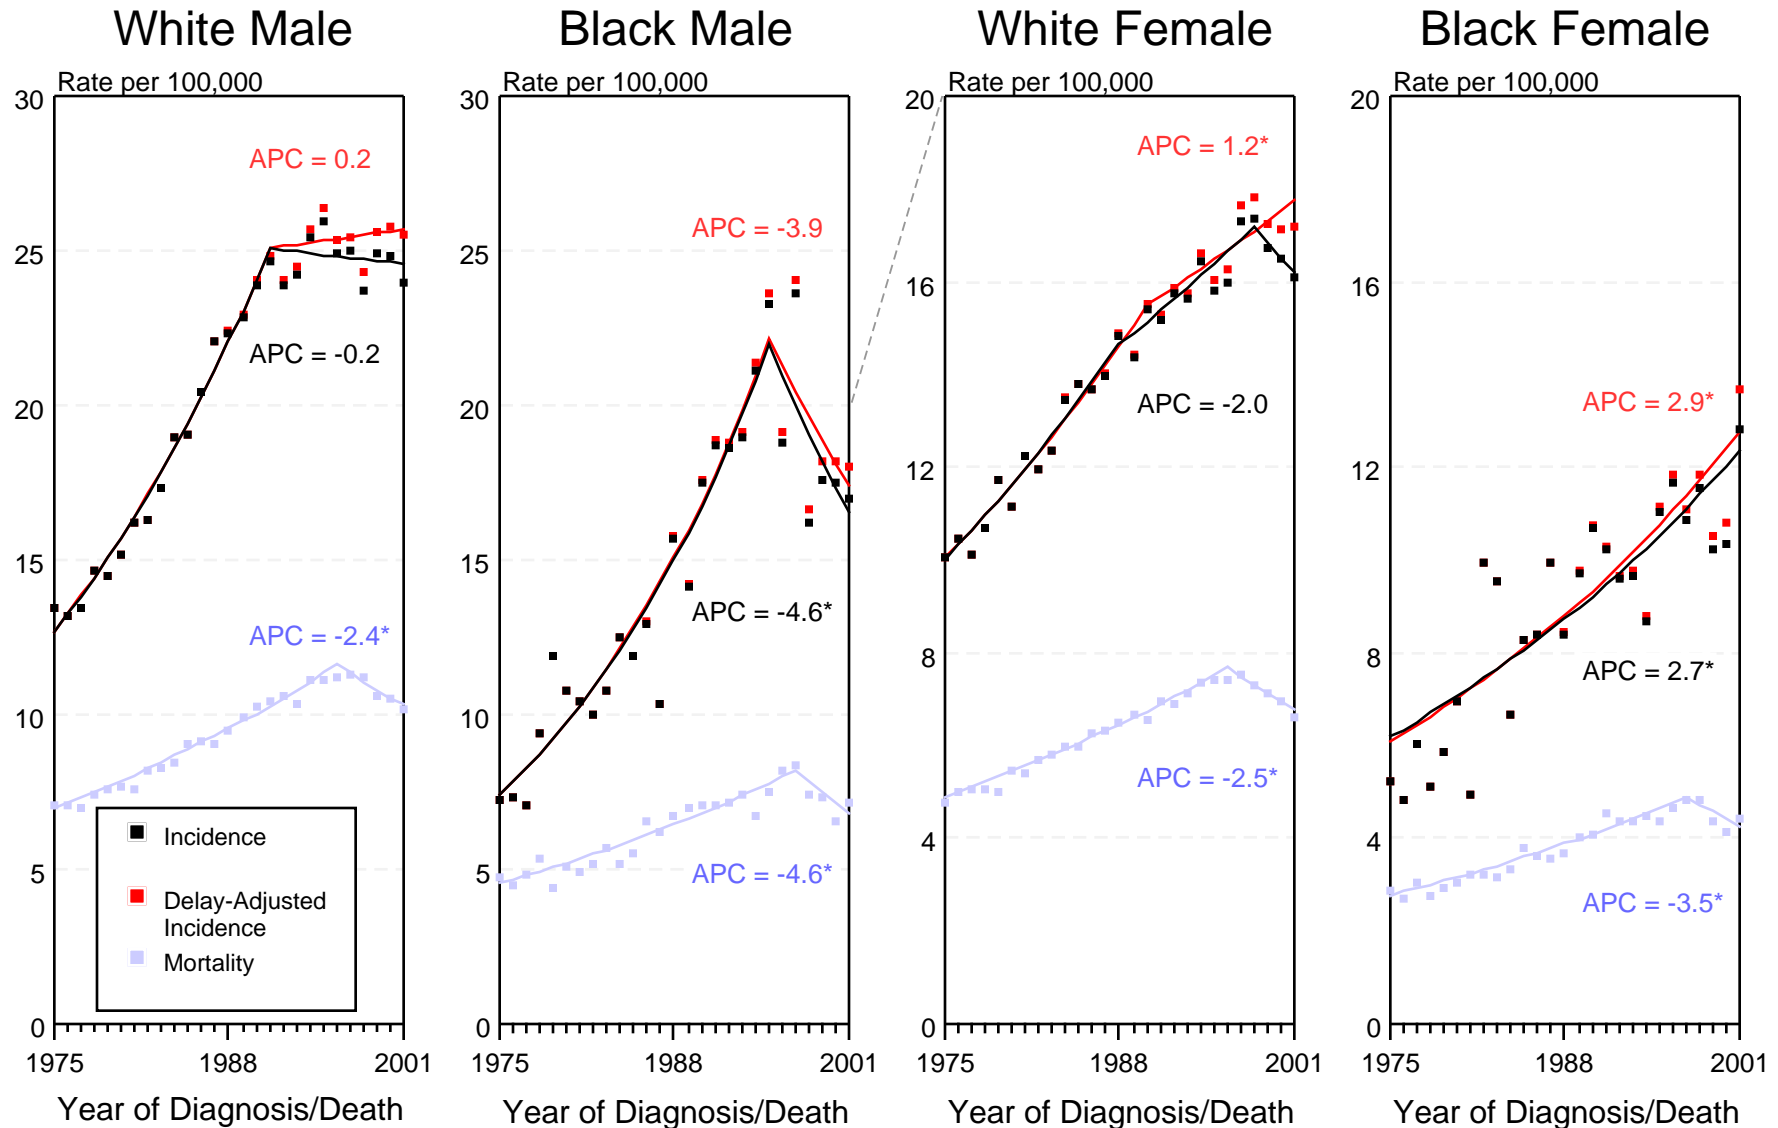 White Male
Rate per 100,000
30
25
20
15
10
5
0
APC = 0.2
APC = -0.2
APC = -2.4*
Incidence
Delay-Adjusted
Incidence
Mortality
1975
1988
2001
Year of Diagnosis/Death
Black Male
Rate per 100,000
30
25
20
15
10
5
0
APC = -3.9
APC = -4.6*
APC = -4.6*
1975
1988
2001
Year of Diagnosis/Death
White Female
Rate per 100,000
20
16
12
8
4
0
APC = 1.2*
APC = -2.0
APC = -2.5*
1975
1988
2001
Year of Diagnosis/Death
Black Female
Rate per 100,000
20
16
12
8
4
0
APC = 2.9*
APC = 2.7*
APC = -3.5*
1975
1988
2001
Year of Diagnosis/Death